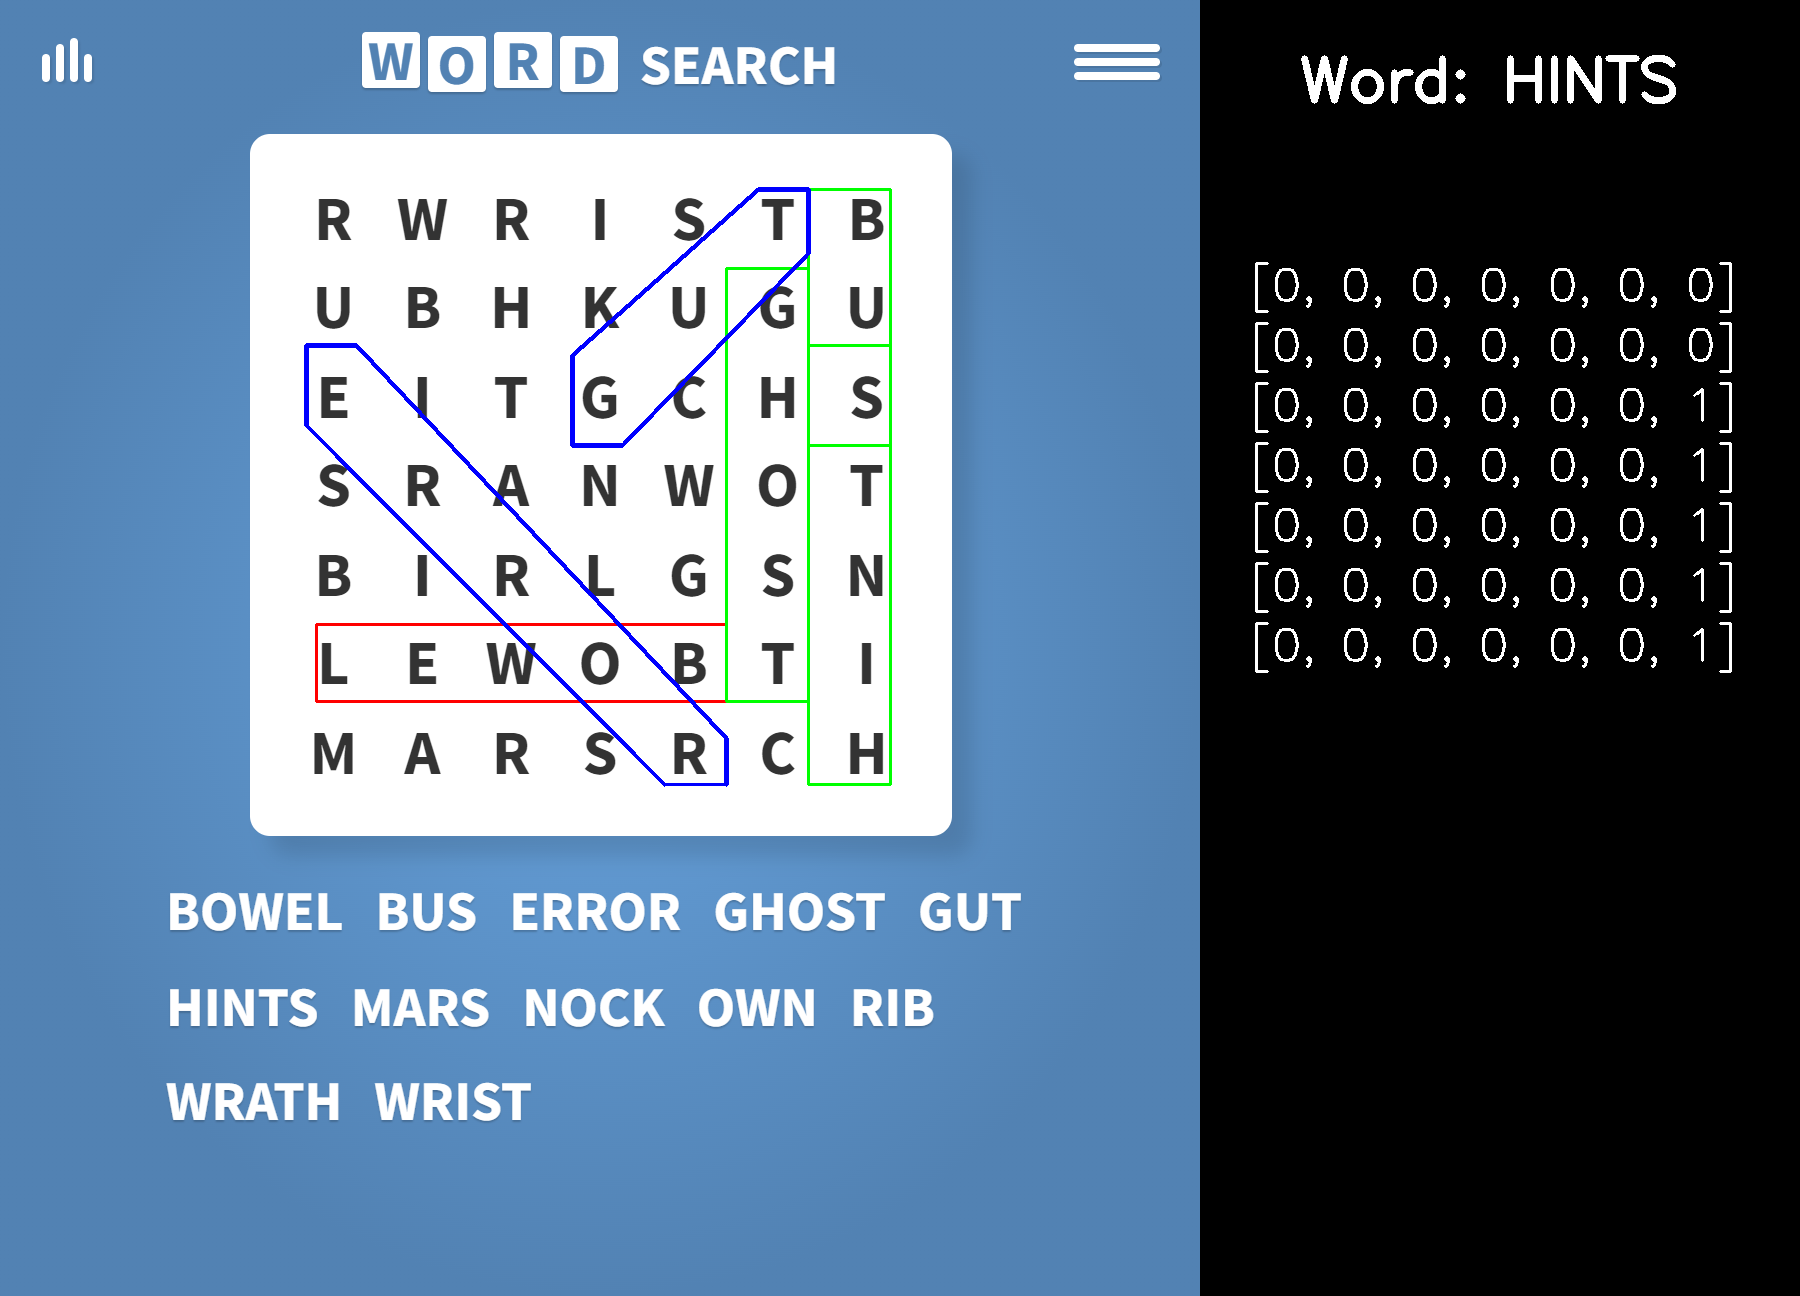 WORD SEARCH
R W R I S T B
U B H K U G U
E I T G C H S
S R A N W O T
B I R L G S N
L E W O B T I
M A R S R C H
BOWEL BUS ERROR GHOST GUT
HINTS MARS NOCK OWN RIB
WRATH WRIST
Word: HINTS
[0, 0, 0, 0, 0, 0, 0]
[0, 0, 0, 0, 0, 0, 0]
[0, 0, 0, 0, 0, 0, 1]
[0, 0, 0, 0, 0, 0, 1]
[0, 0, 0, 0, 0, 0, 1]
[0, 0, 0, 0, 0, 0, 1]
[0, 0, 0, 0, 0, 0, 1]